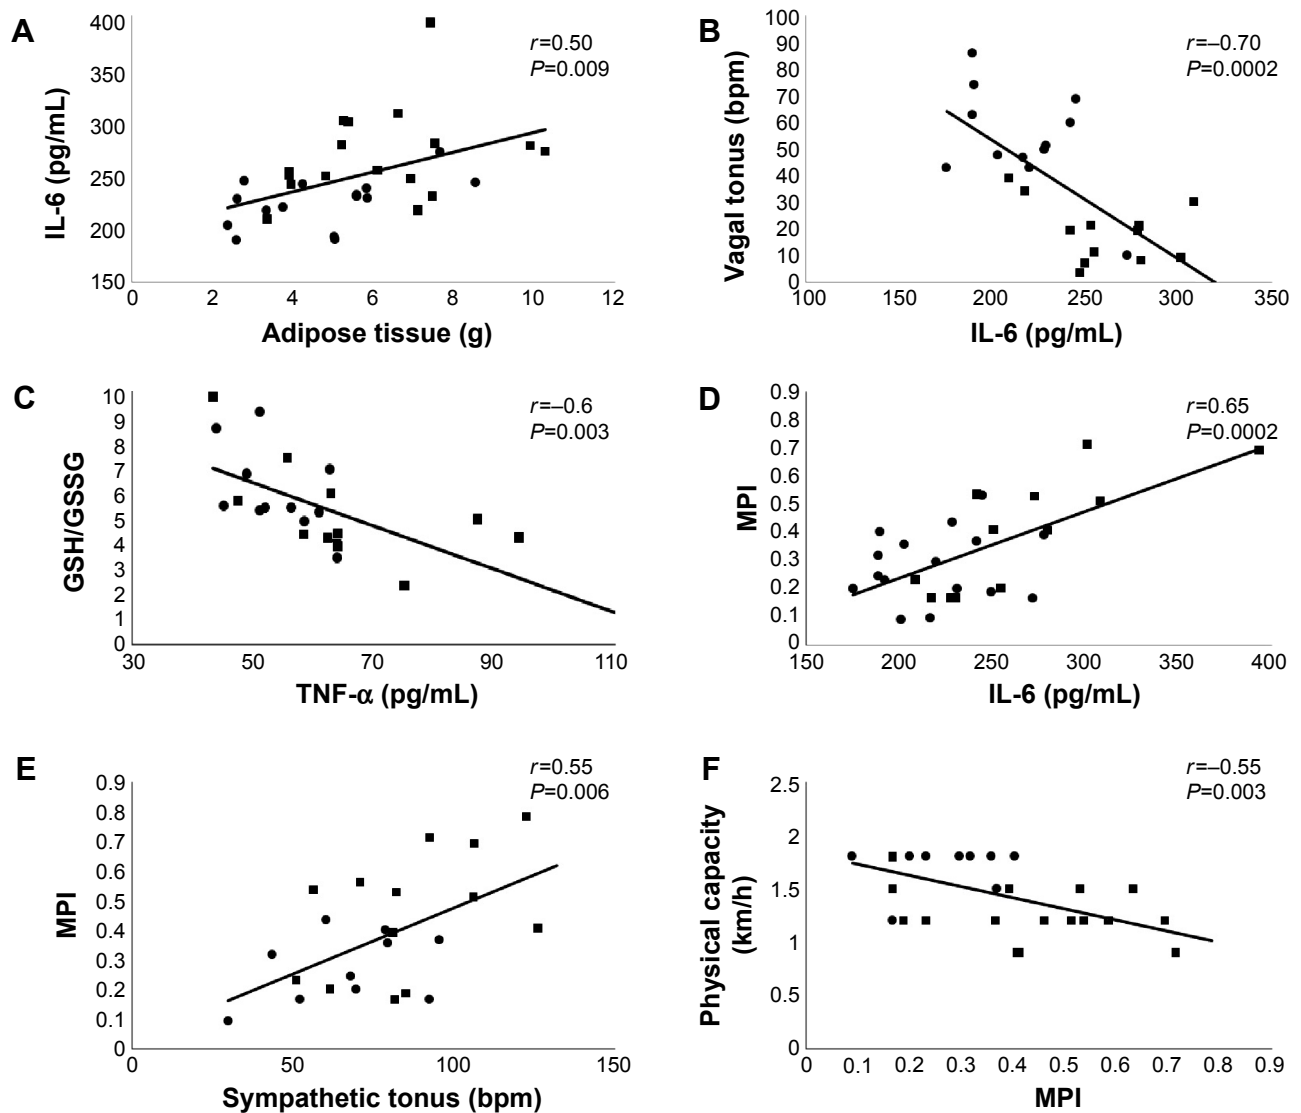 A
r=0.50
P=0.009
IL-6 (pg/mL)
400
350
300
250
200
150
0 2 4 6 8 10 12
Adipose tissue (g)
B
r=–0.70
P=0.0002
Vagal tonus (bpm)
100
90
80
70
60
50
40
30
20
10
0
100 150 200 250 300 350
IL-6 (pg/mL)
C
r=–0.6
P=0.003
GSH/GSSG
10
9
8
7
6
5
4
3
2
1
0
30 50 70 90 110
TNF-α (pg/mL)
D
r=0.65
P=0.0002
MPI
0.9
0.8
0.7
0.6
0.5
0.4
0.3
0.2
0.1
0
150 200 250 300 350 400
IL-6 (pg/mL)
E
r=0.55
P=0.006
MPI
0.9
0.8
0.7
0.6
0.5
0.4
0.3
0.2
0.1
0
0 50 100 150
Sympathetic tonus (bpm)
F
r=–0.55
P=0.003
Physical capacity
(km/h)
2.5
2
1.5
1
0.5
0
0 0.1 0.2 0.3 0.4 0.5 0.6 0.7 0.8 0.9
MPI